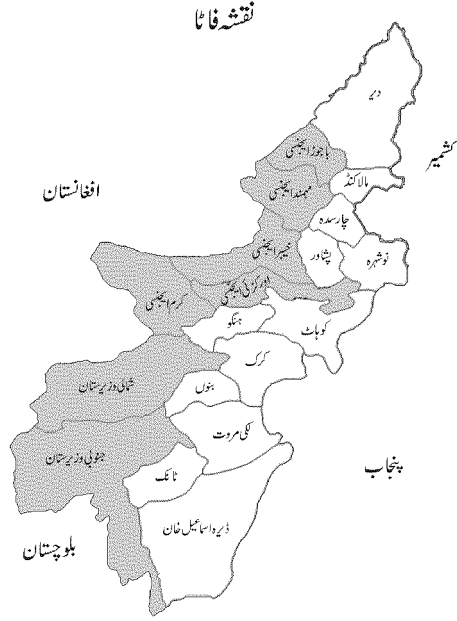 نقشہ فاٹا
دیر
کشمیر
باجوڑ ایجنسی
مالاکنڈ
مہمند ایجنسی
افغانستان
چارسدہ
نوشہرہ
پشاور
خیبر ایجنسی
اورکزئی ایجنسی
کرم ایجنسی
ہنگو
کوہاٹ
کرک
شمالی وزیرستان
بنوں
لکی مروت
جنوبی وزیرستان
پنجاب
ٹانک
ڈیرہ اسماعیل خان
بلوچستان